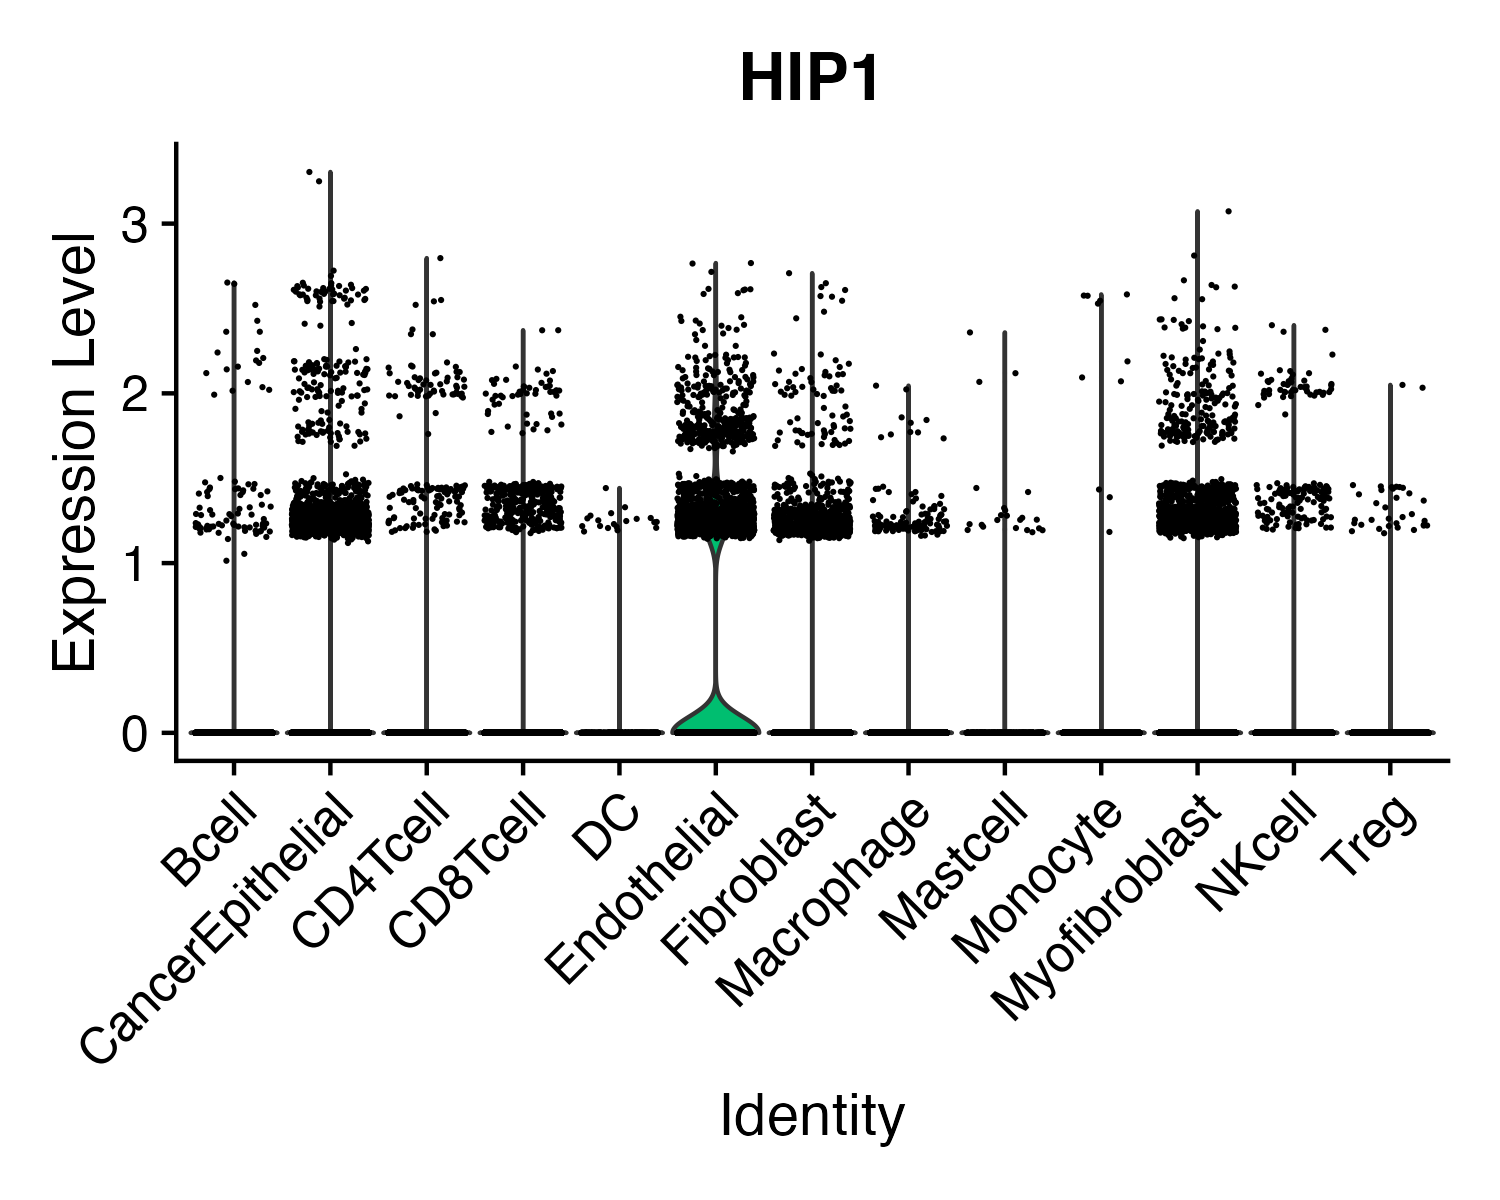 HIP1
Expression Level
3
2
1
0
Bcell
CancerEpithelial
CD4Tcell
CD8Tcell
DC
Endothelial
Fibroblast
Macrophage
Mastcell
Monocyte
Myofibroblast
NKcell
Treg
Identity